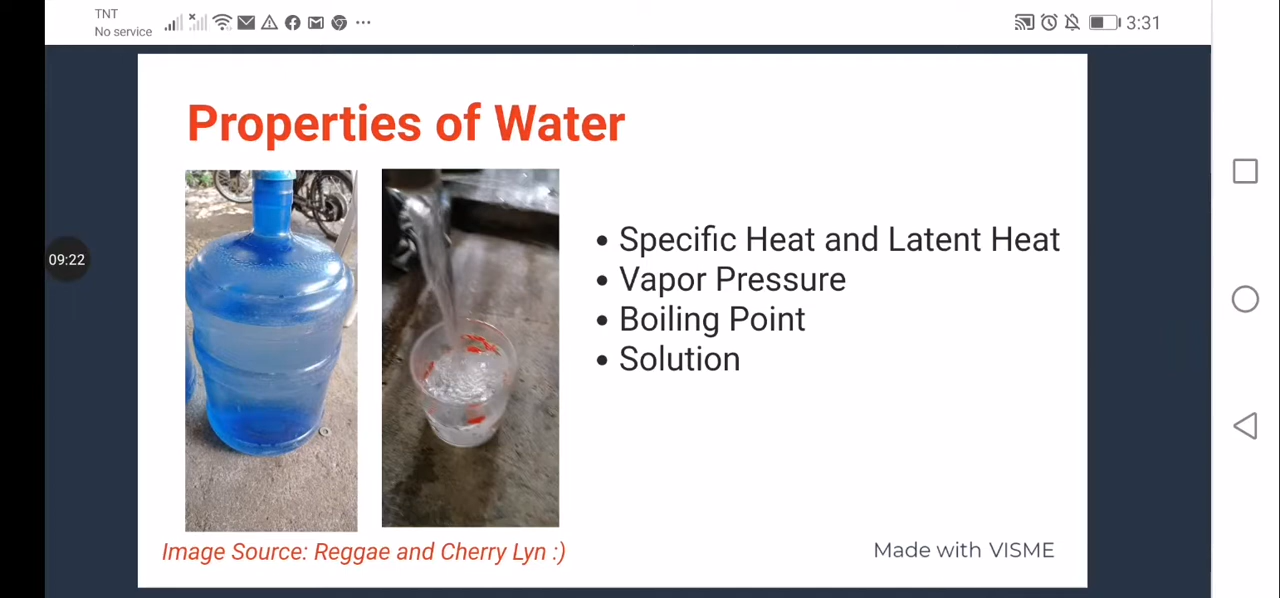 TNT
No service
3:31
Properties of Water
09:22
• Specific Heat and Latent Heat
• Vapor Pressure
• Boiling Point
• Solution
Image Source: Reggae and Cherry Lyn :)
Made with VISME